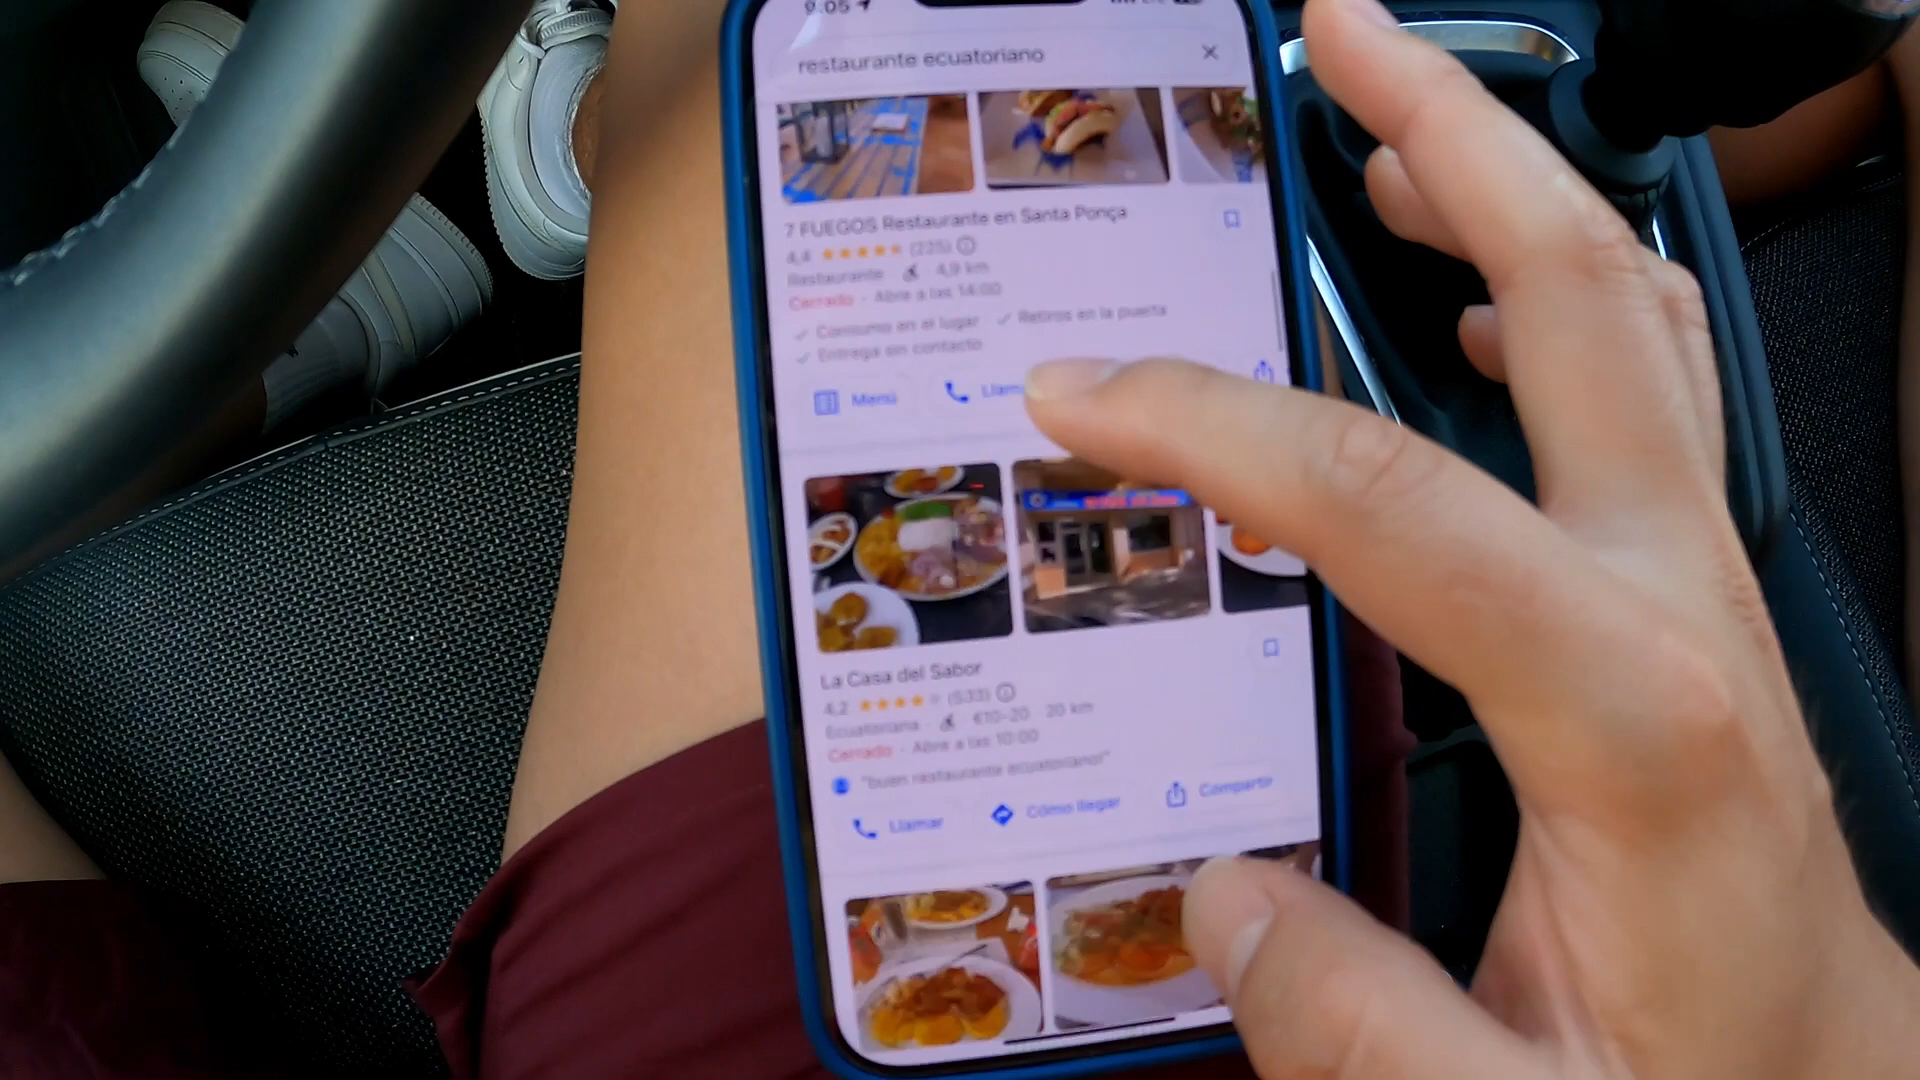 9:05
restaurante ecuatoriano
7 FUEGOS Restaurante en Santa Ponça
4,4 (225)
Restaurante 4,9 km
Cerrado · Abre a las 14:00
Consumo en el lugar Retiros en la puerta
Entrega sin contacto
Menú
La Casa del Sabor
4,2 (533)
Ecuatoriana · €10-20 20 km
Cerrado · Abre a las 10:00
"buen restaurante ecuatoriano!"
Llamar Cómo llegar Compartir